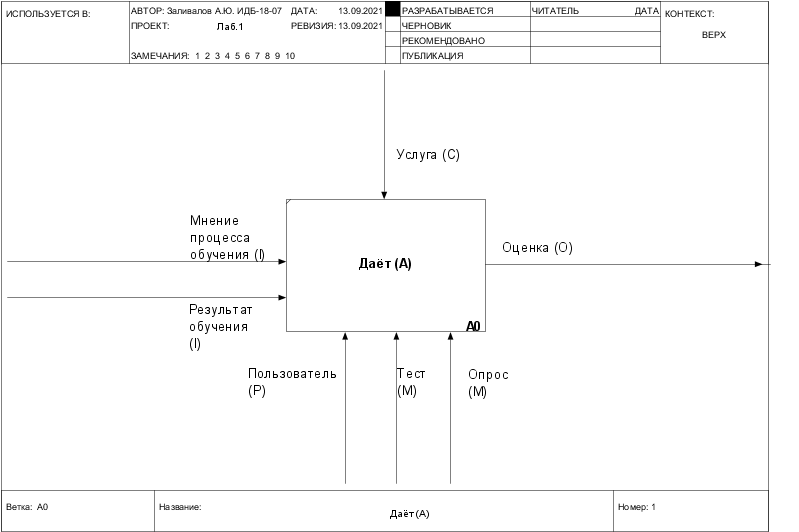 ИСПОЛЬЗУЕТСЯ В:
АВТОР: Заливалов А.Ю. ИДБ-18-07 ДАТА: 13.09.2021
ПРОЕКТ: Лаб.1 РЕВИЗИЯ: 13.09.2021
ЗАМЕЧАНИЯ: 1 2 3 4 5 6 7 8 9 10
РАЗРАБАТЫВАЕТСЯ
ЧЕРНОВИК
РЕКОМЕНДОВАНО
ПУБЛИКАЦИЯ
ЧИТАТЕЛЬ ДАТА
КОНТЕКСТ:
ВЕРХ
Услуга (C)
Мнение
процесса
обучения (I)
Результат
обучения
(I)
Даёт (A)
A0
Оценка (O)
Пользователь
(P)
Тест
(M)
Опрос
(M)
Ветка: A0
Название:
Даёт (A)
Номер: 1